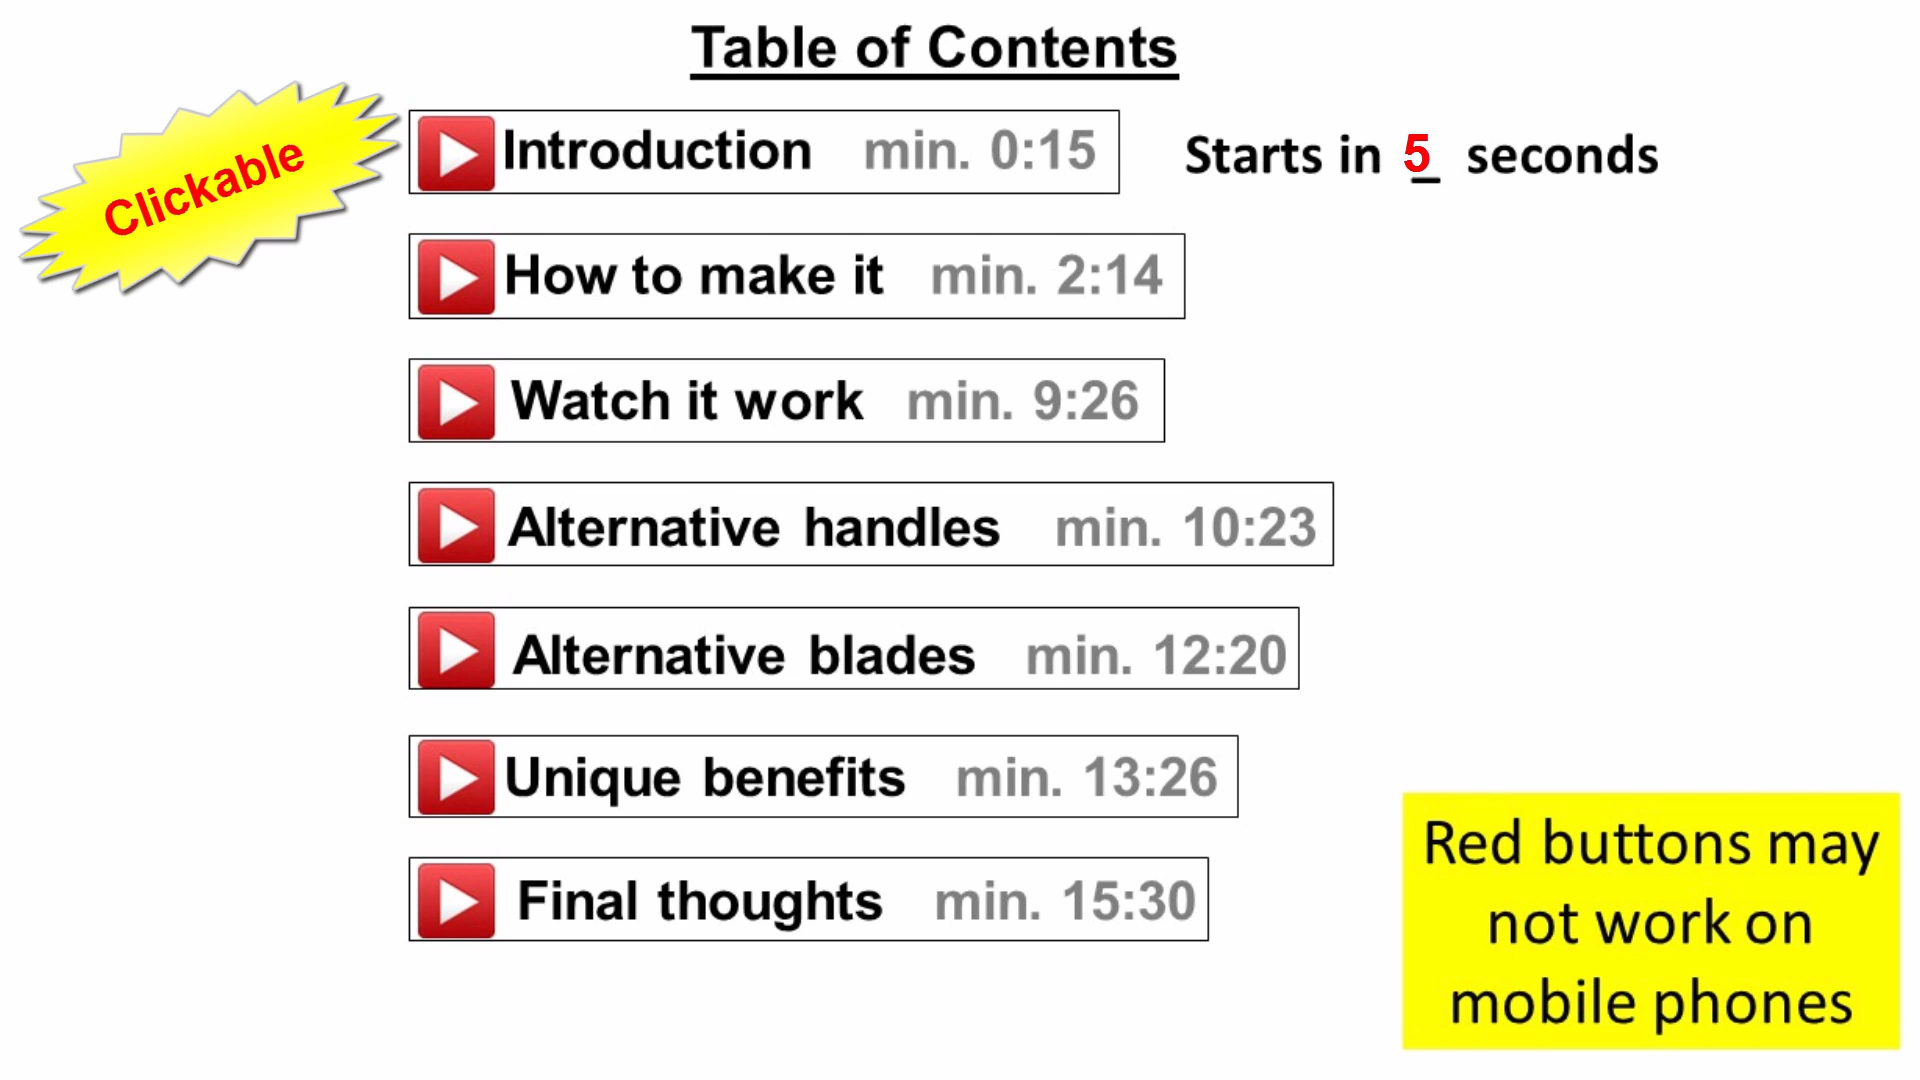 Table of Contents
Clickable
Introduction min. 0:15
Starts in 5 seconds
How to make it min. 2:14
Watch it work min. 9:26
Alternative handles min. 10:23
Alternative blades min. 12:20
Unique benefits min. 13:26
Final thoughts min. 15:30
Red buttons may
not work on
mobile phones